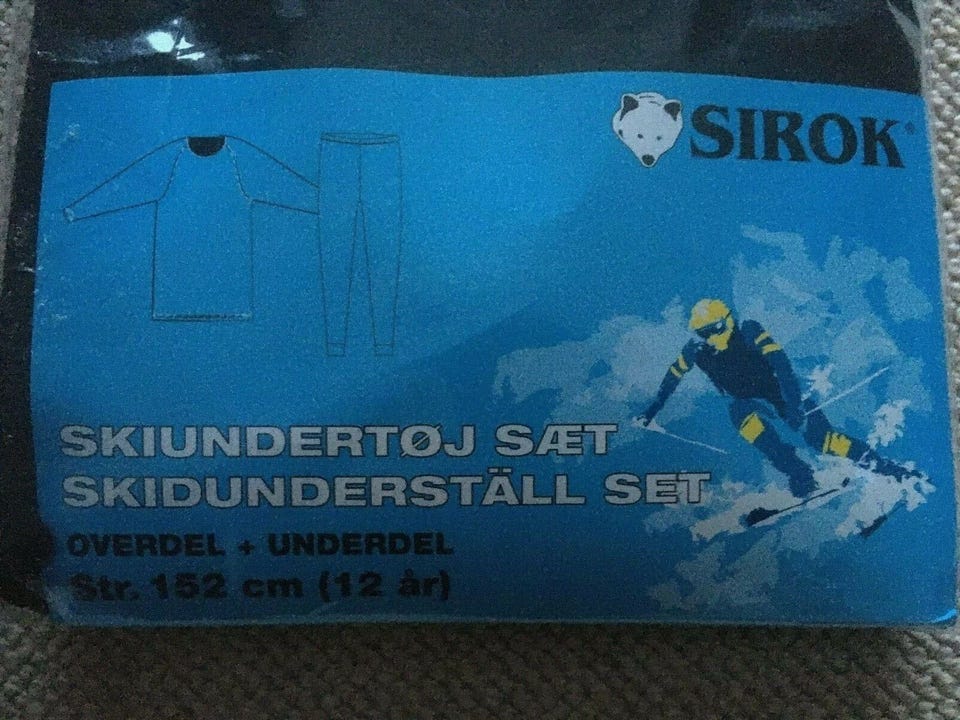 SIROK®
SKIUNDERTØJ SÆT
SKIDUNDERSTÄLL SET
OVERDEL + UNDERDEL
Str. 152 cm (12 år)